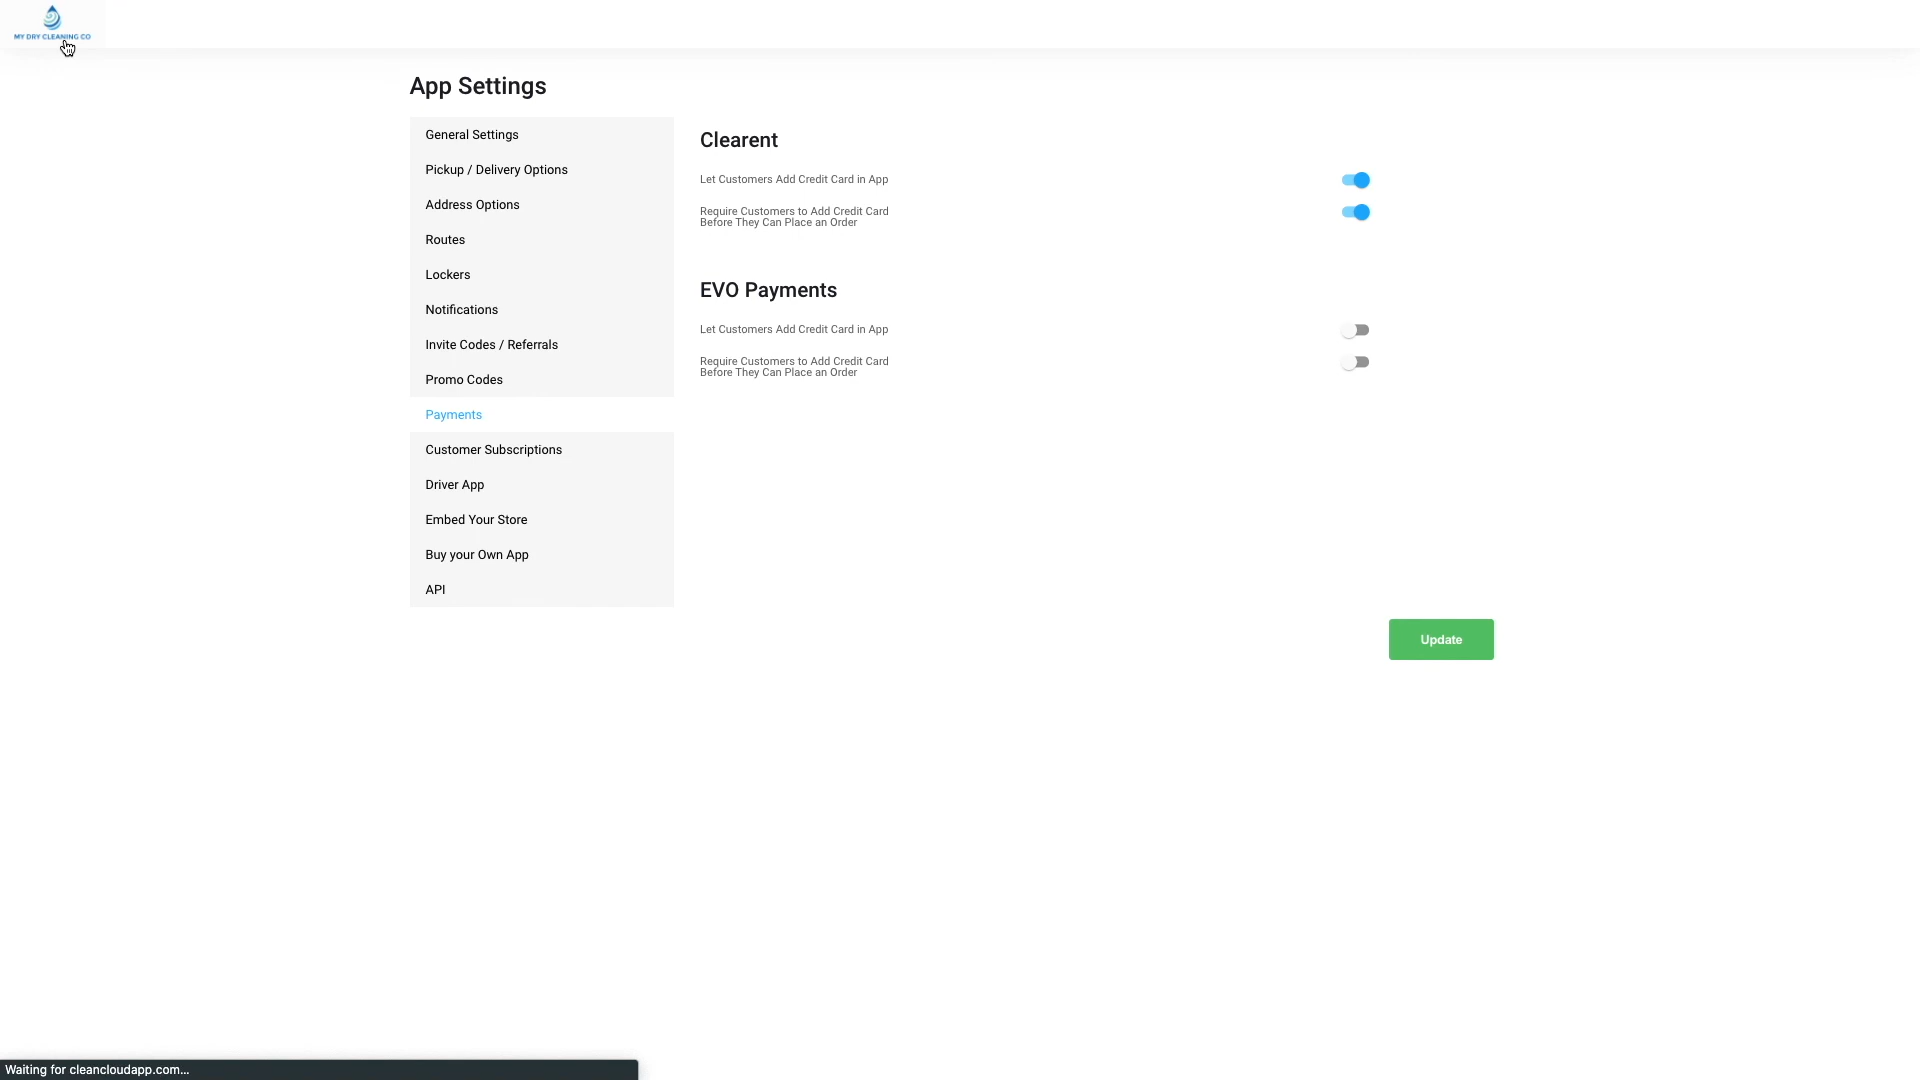 MY DRY CLEANING CO
App Settings
General Settings
Pickup / Delivery Options
Address Options
Routes
Lockers
Notifications
Invite Codes / Referrals
Promo Codes
Payments
Customer Subscriptions
Driver App
Embed Your Store
Buy your Own App
API
Clearent
Let Customers Add Credit Card in App
Require Customers to Add Credit Card
Before They Can Place an Order
EVO Payments
Let Customers Add Credit Card in App
Require Customers to Add Credit Card
Before They Can Place an Order
Update
Waiting for cleancloudapp.com...